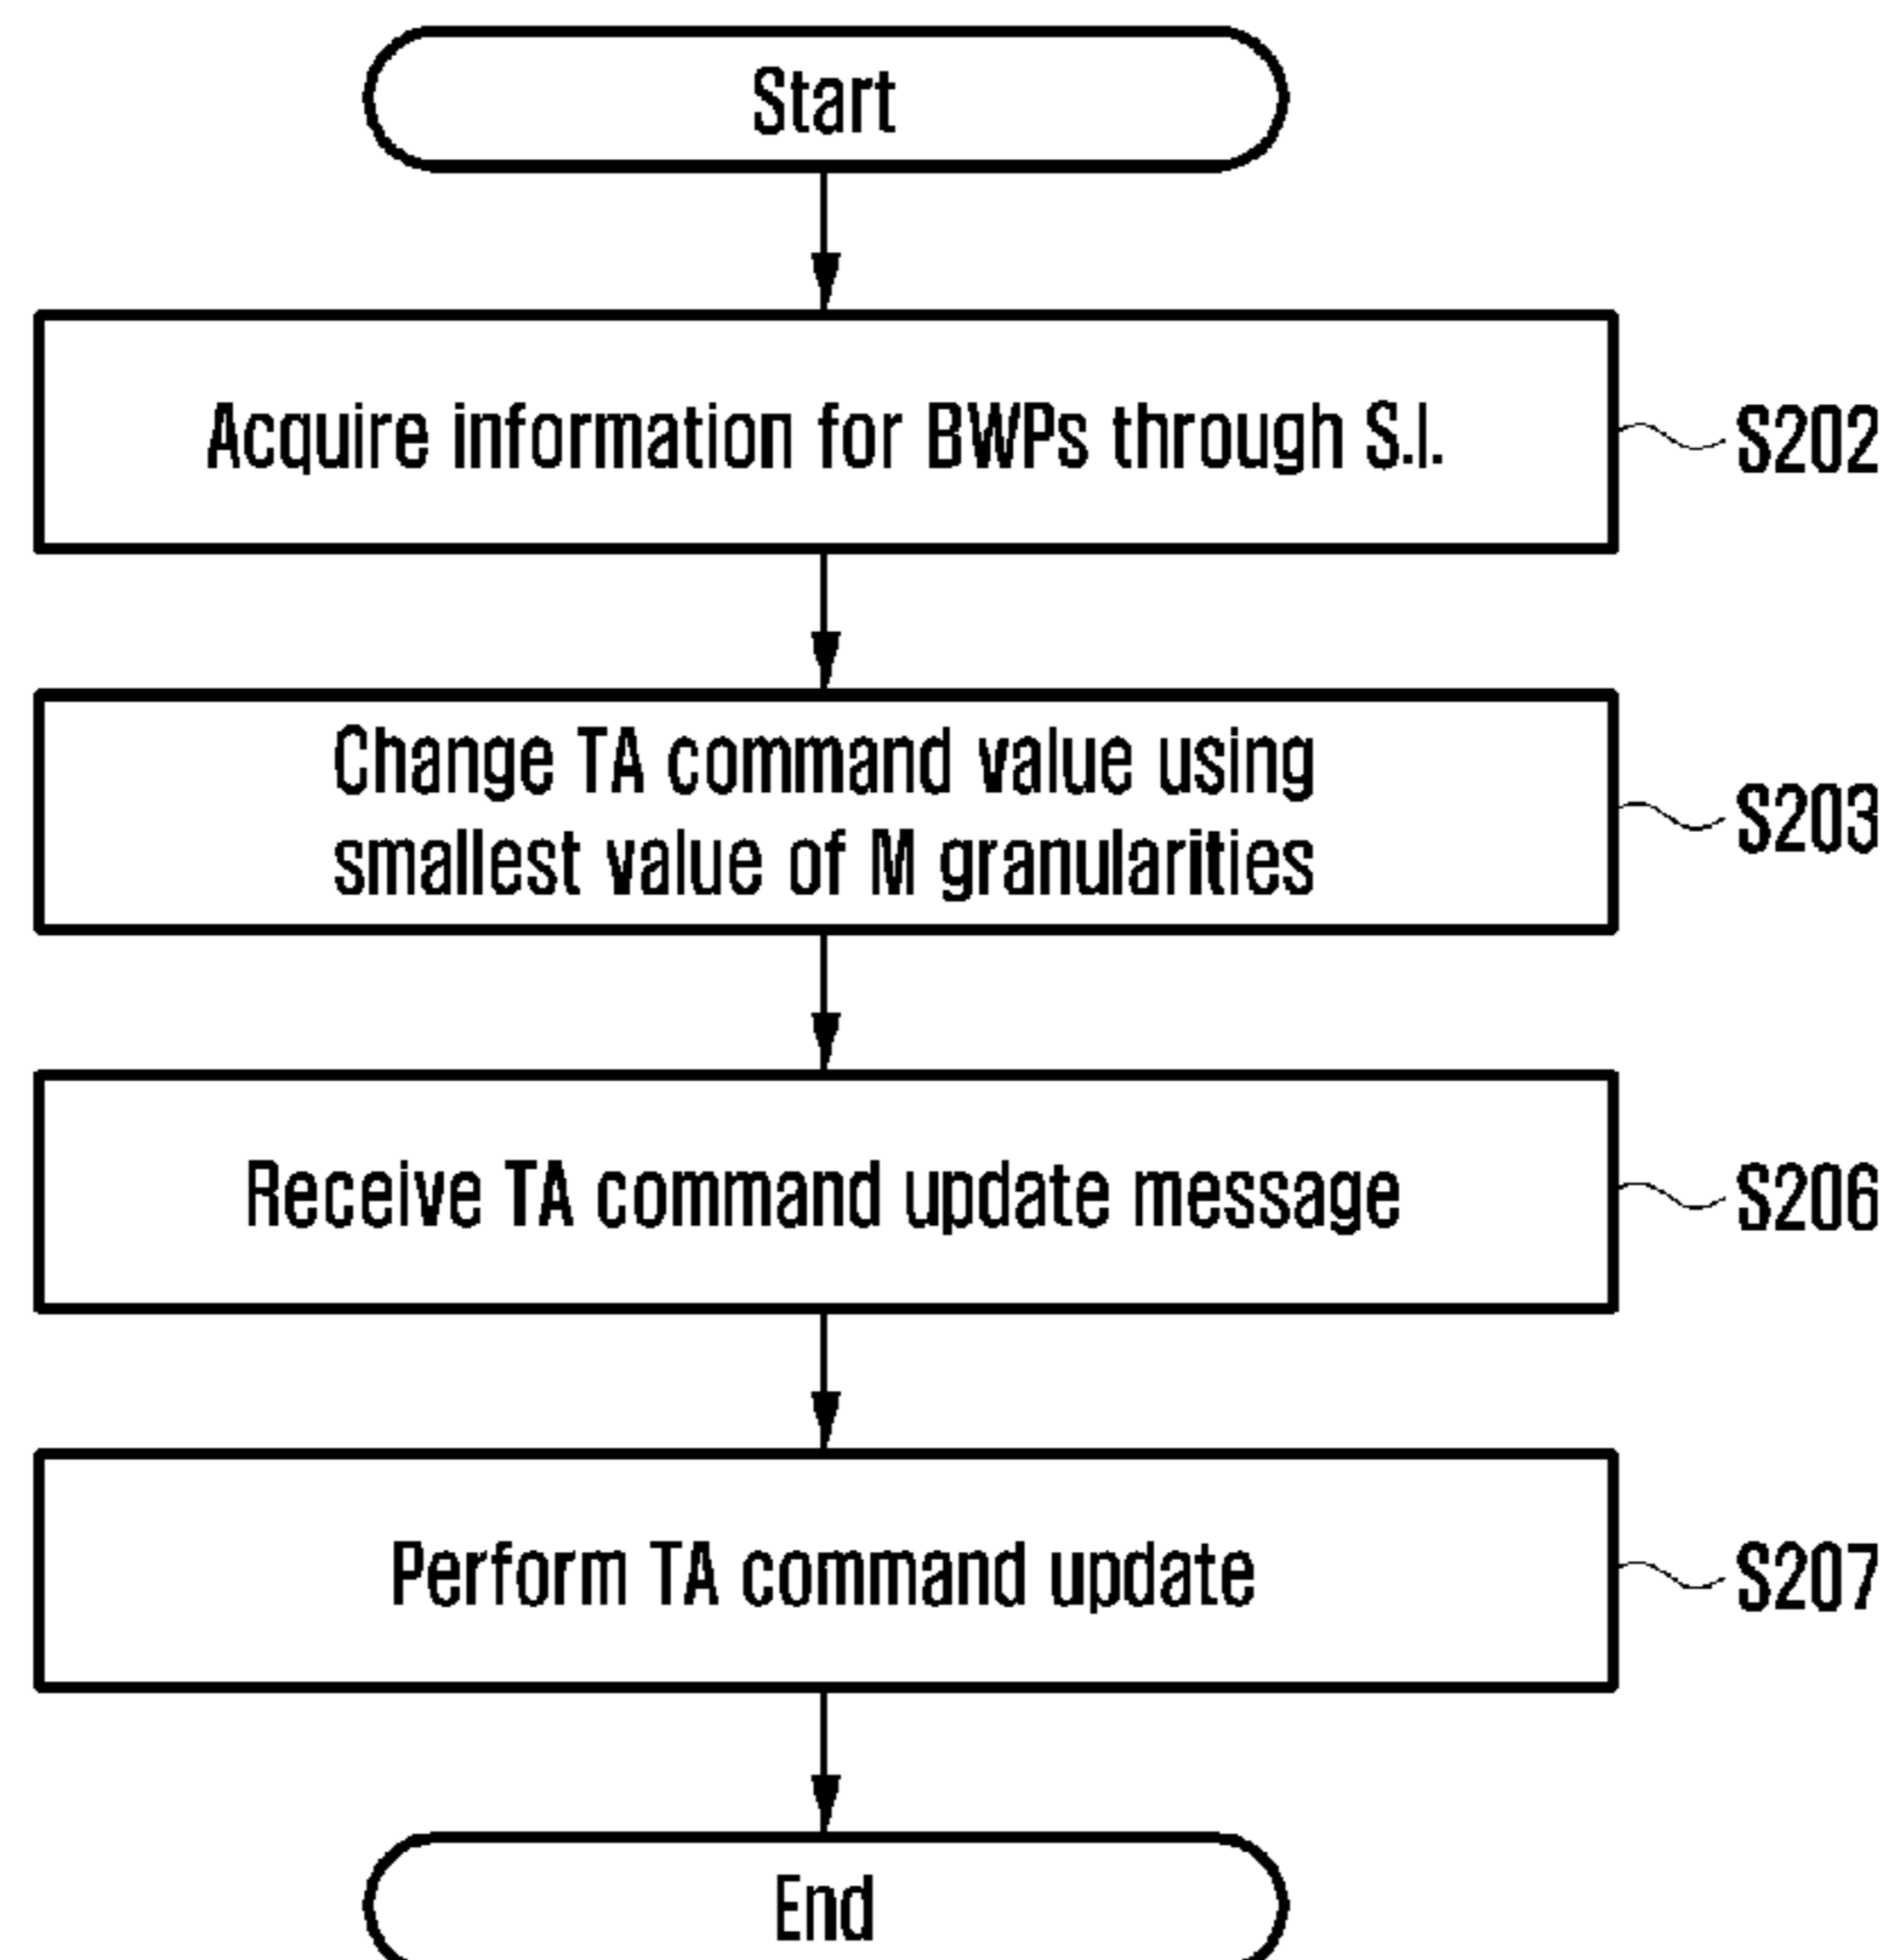 Start
Acquire information for BWPs through S.I.
S202
Change TA command value using
smallest value of M granularities
S203
Receive TA command update message
S206
Perform TA command update
S207
End